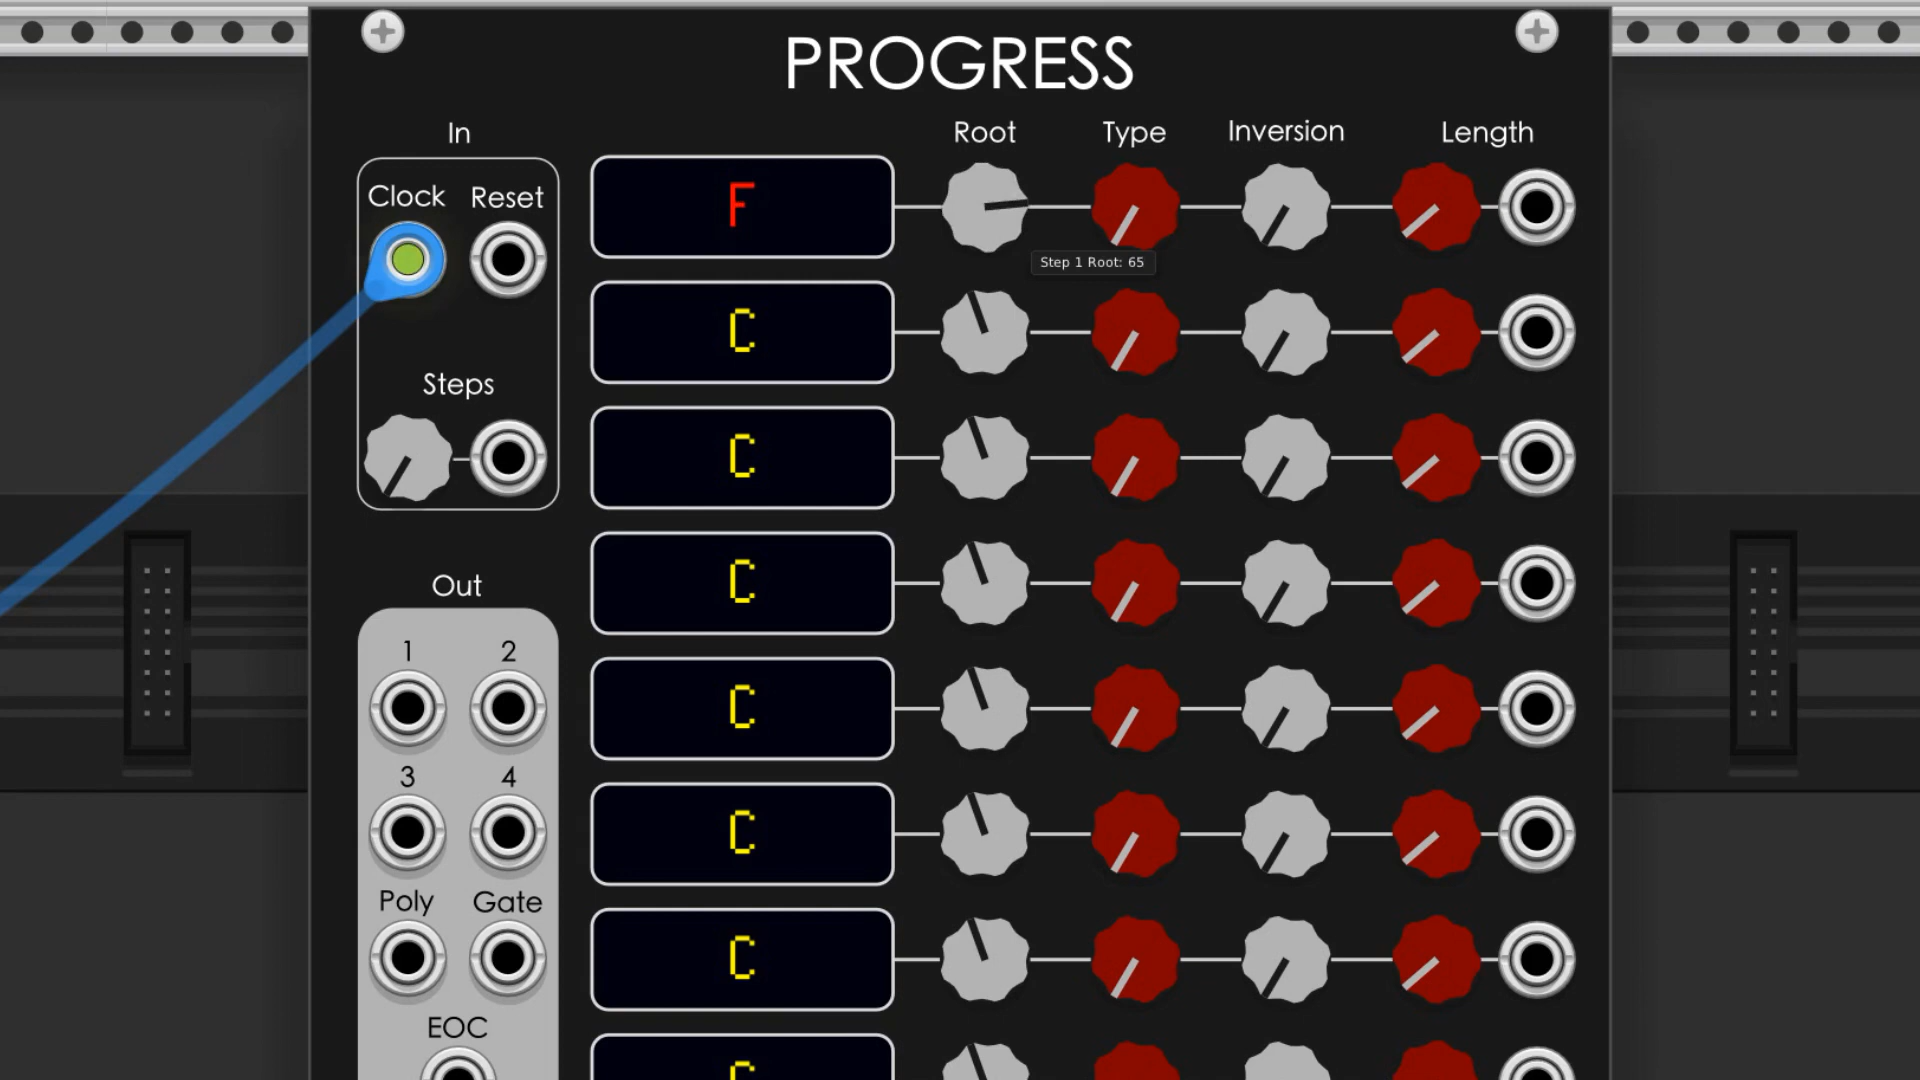 PROGRESS
In
Root
Type
Inversion
Length
Clock
Reset
F
Step 1 Root: 65
C
Steps
C
C
Out
1
2
C
3
4
C
Poly
Gate
C
EOC
C